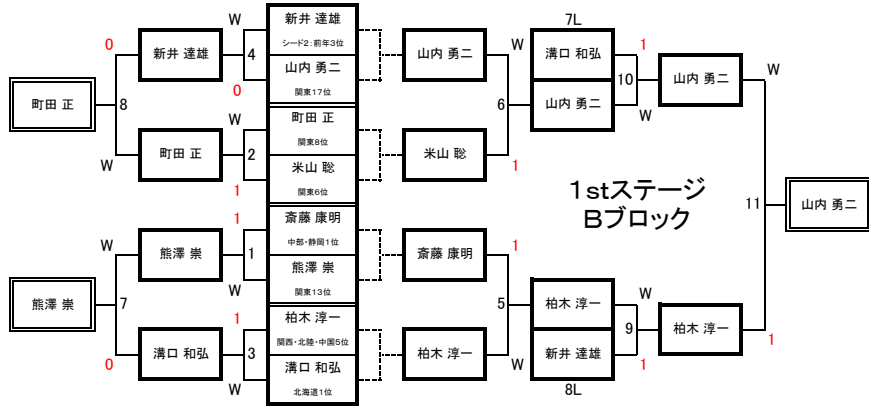 W
新井 達雄
7L
0
新井 達雄
4
シード2:前年3位
山内 勇二
W
溝口 和弘
1
山内 勇二
0
関東17位
10
山内 勇二
W
町田 正
8
W
町田 正
6
山内 勇二
W
関東8位
W
町田 正
2
米山 聡
米山 聡
1
関東6位
1
1stステージ
Bブロック
11
山内 勇二
1
斎藤 康明
W
熊澤 崇
1
中部・静岡1位
斎藤 康明
1
W
熊澤 崇
関東13位
熊澤 崇
7
5
柏木 淳一
W
1
柏木 淳一
9
柏木 淳一
1
0
溝口 和弘
3
関西・北陸・中国5位
柏木 淳一
W
新井 達雄
1
W
溝口 和弘
北海道1位
8L